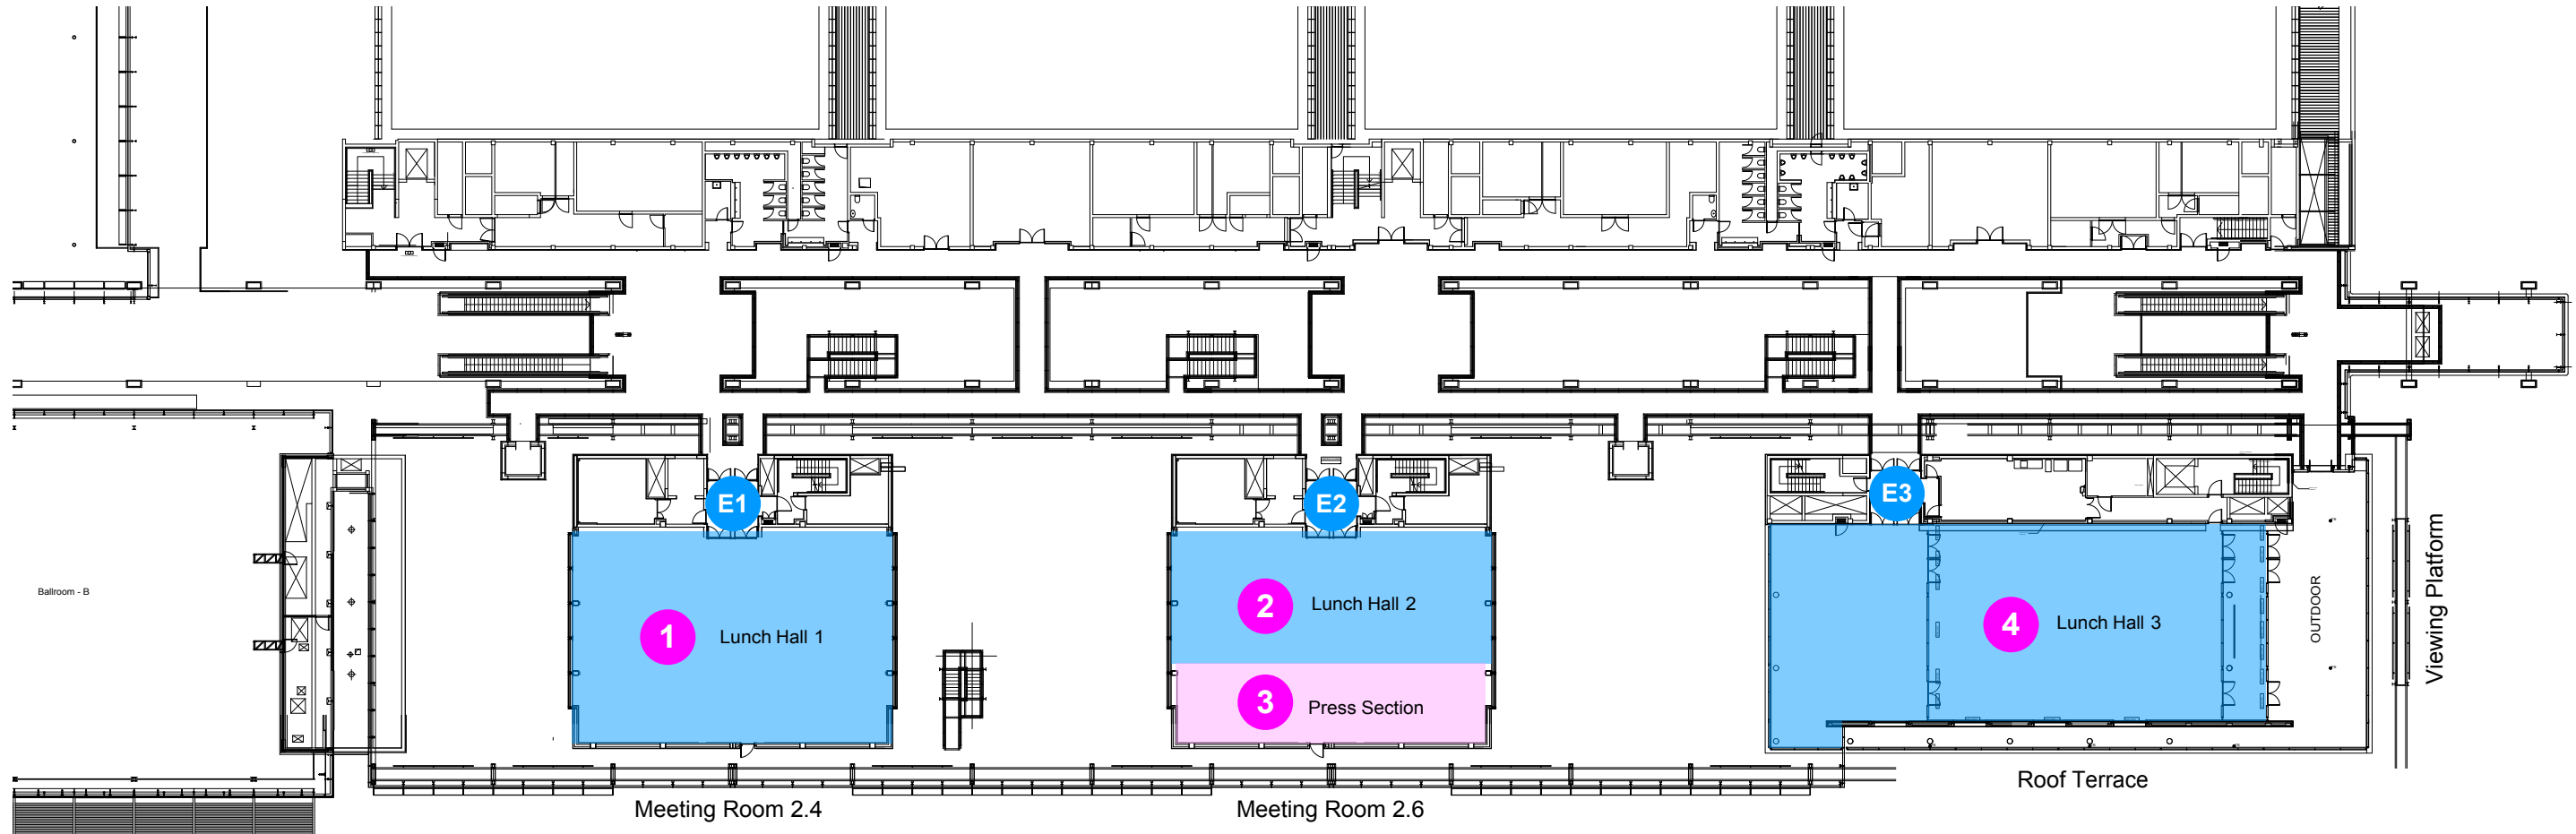 E1
E2
E3
Ballroom - B
1
Lunch Hall 1
2
Lunch Hall 2
3
Press Section
4
Lunch Hall 3
OUTDOOR
Viewing Platform
Meeting Room 2.4
Meeting Room 2.6
Roof Terrace